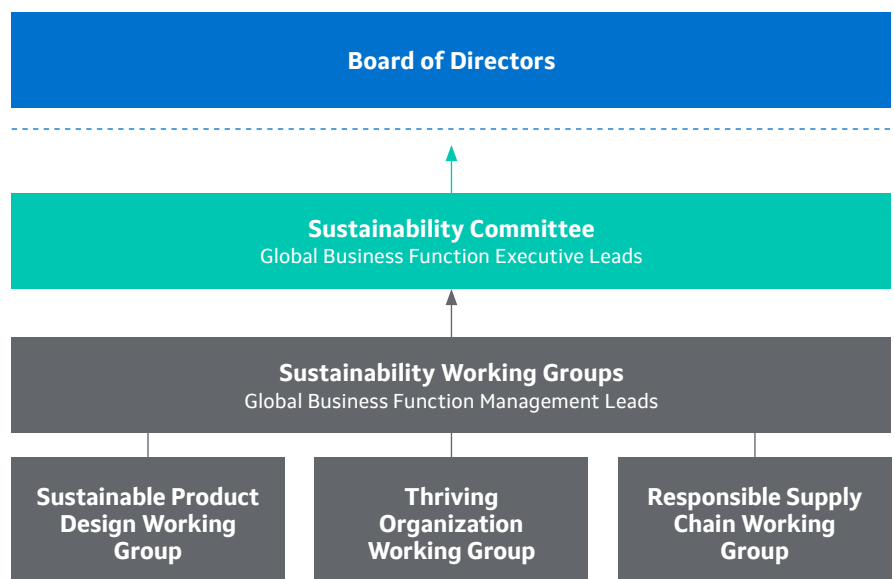 Board of Directors
Sustainability Committee
Global Business Function Executive Leads
Sustainability Working Groups
Global Business Function Management Leads
Sustainable Product
Design Working
Group
Thriving
Organization
Working Group
Responsible Supply
Chain Working
Group